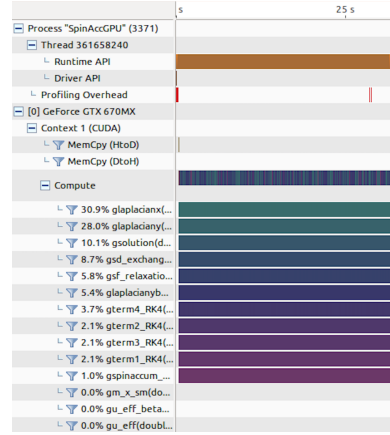 s 25 s
Process "SpinAccGPU" (3371)
Thread 361658240
Runtime API
Driver API
Profiling Overhead
[0] GeForce GTX 670MX
Context 1 (CUDA)
MemCpy (HtoD)
MemCpy (DtoH)
Compute
30.9% glaplacianx(...
28.0% glaplaciany(...
10.1% gsolution(d...
8.7% gsd_exchang...
5.8% gsf_relaxatio...
5.4% glaplacianyb...
3.7% gterm4_RK4(...
2.1% gterm2_RK4(...
2.1% gterm3_RK4(...
2.1% gterm1_RK4(...
1.0% gspinaccum_...
0.0% gm_x_sm(do...
0.0% gu_eff_beta...
0.0% gu_eff(doubl...